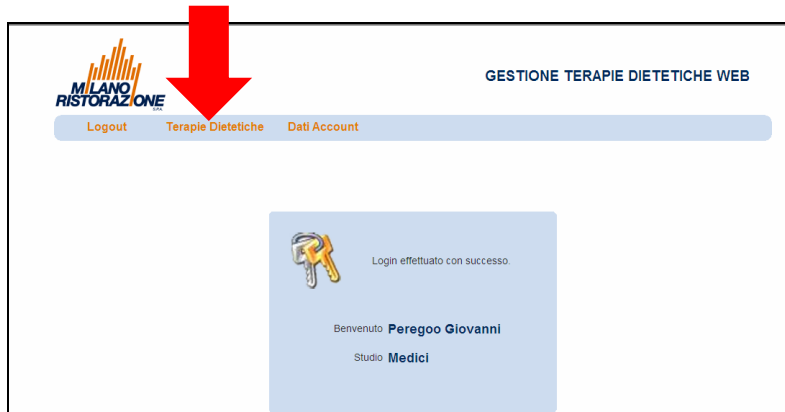 MILANO
RISTORAZIONE
S.P.A.
GESTIONE TERAPIE DIETETICHE WEB
Logout Terapie Dietetiche Dati Account
Login effettuato con successo.
Benvenuto Peregoo Giovanni
Studio Medici